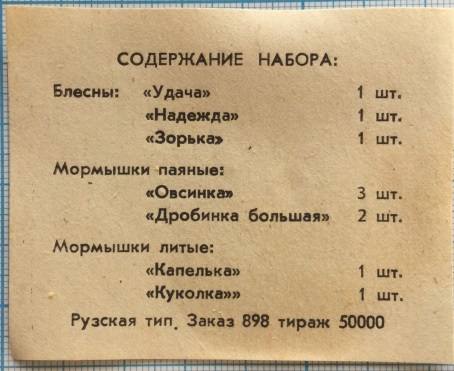 СОДЕРЖАНИЕ НАБОРА:
Блесны: «Удача» 1 шт.
«Надежда» 1 шт.
«Зорька» 1 шт.
Мормышки паяные:
«Овсинка» 3 шт.
«Дробинка большая» 2 шт.
Мормышки литые:
«Капелька» 1 шт.
«Куколка»» 1 шт.
Рузская тип. Заказ 898 тираж 50000